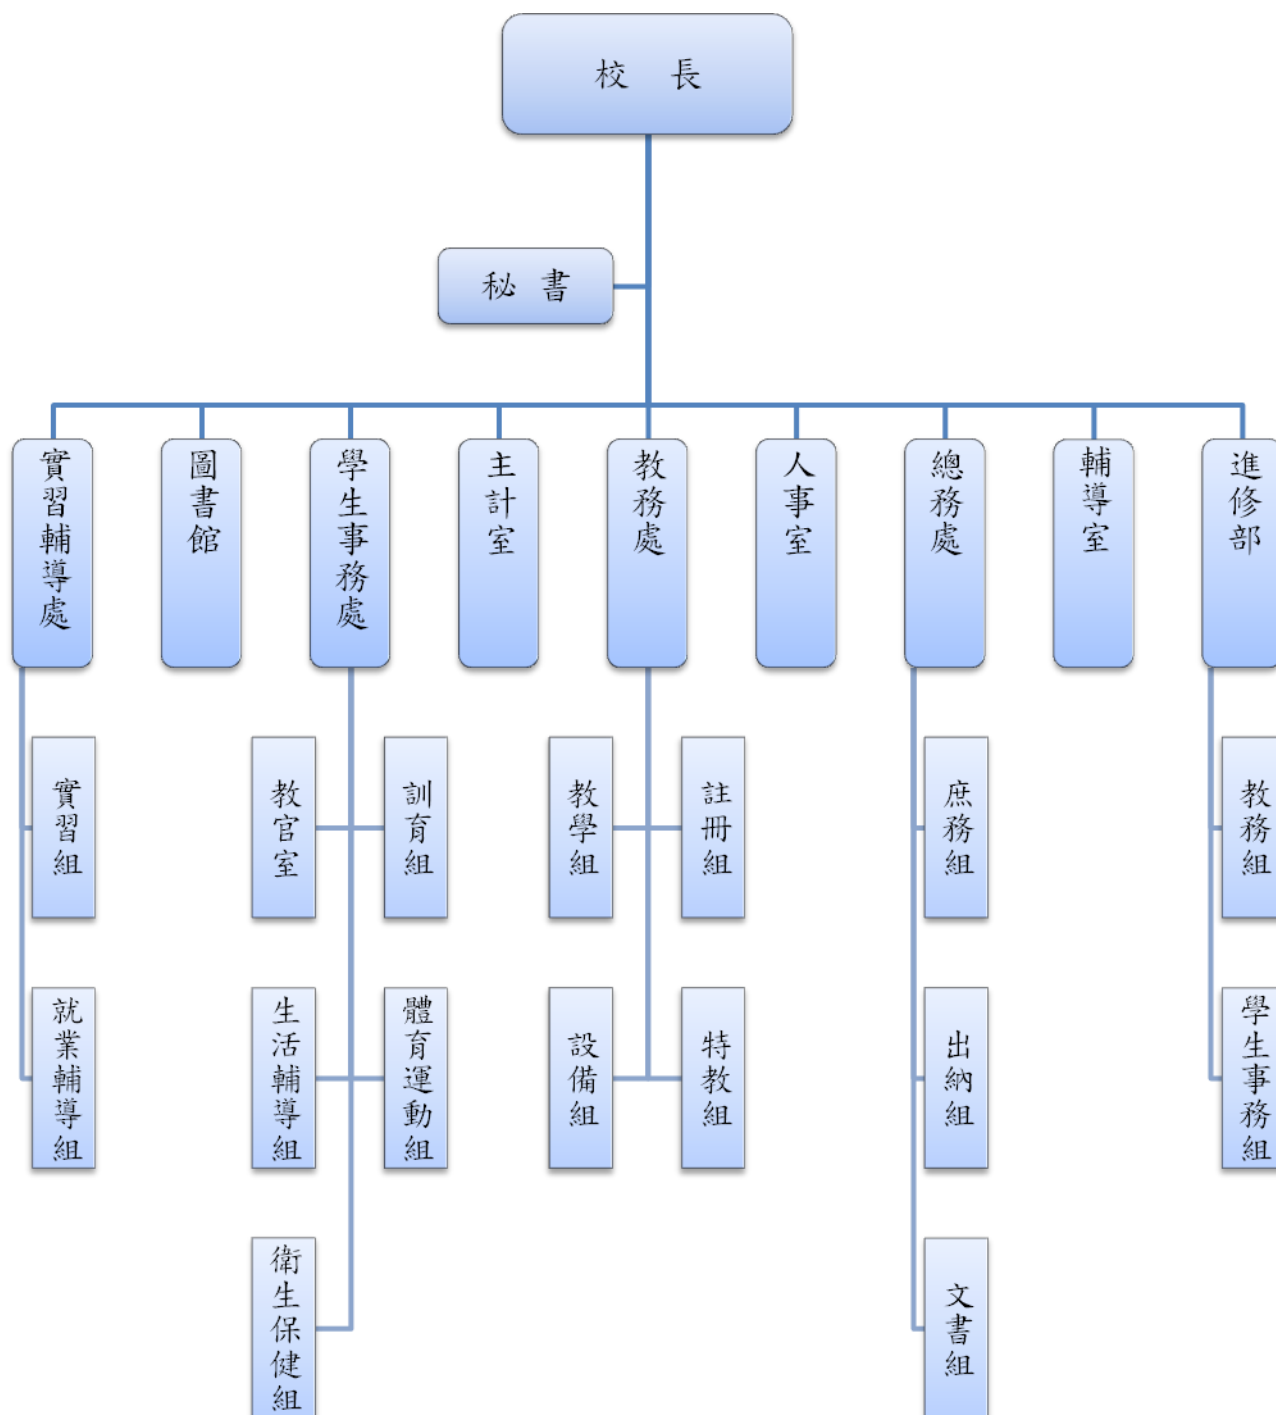 校 長
秘 書
實習輔導處
圖書館
學生事務處
主計室
教務處
人事室
總務處
輔導室
進修部
實習組
教官室
訓育組
教學組
註冊組
庶務組
教務組
就業輔導組
生活輔導組
體育運動組
設備組
特教組
出納組
學生事務組
衛生保健組
文書組